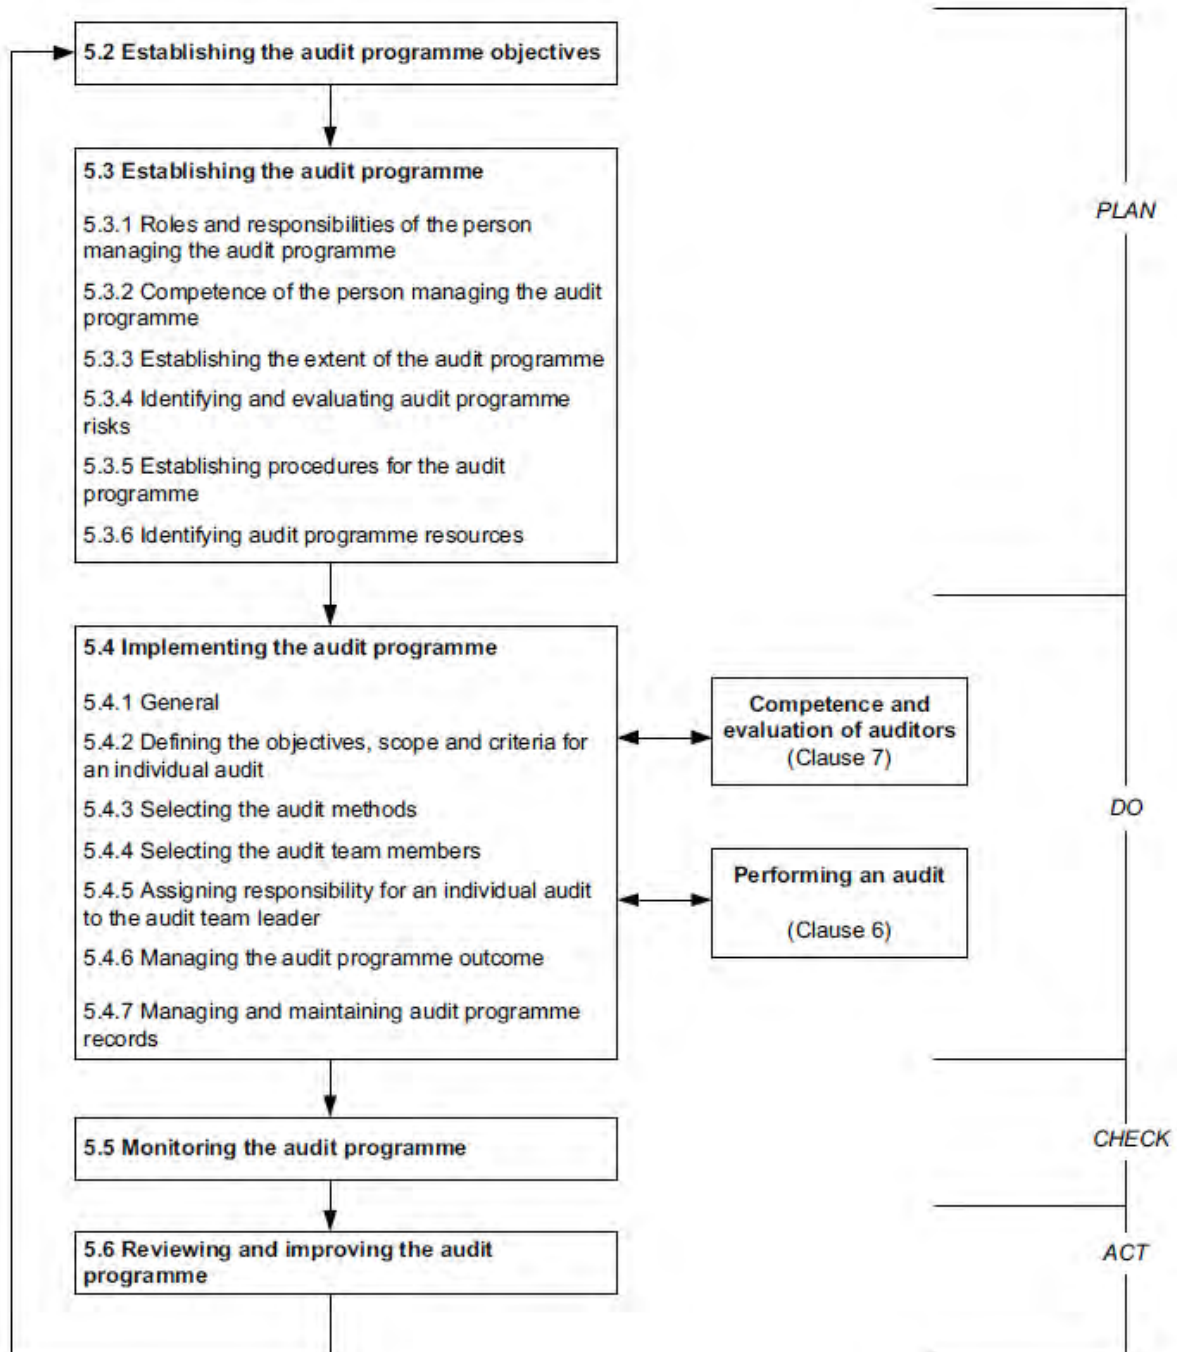 5.2 Establishing the audit programme objectives
5.3 Establishing the audit programme
5.3.1 Roles and responsibilities of the person
managing the audit programme
5.3.2 Competence of the person managing the audit
programme
5.3.3 Establishing the extent of the audit programme
5.3.4 Identifying and evaluating audit programme
risks
5.3.5 Establishing procedures for the audit
programme
5.3.6 Identifying audit programme resources
PLAN
5.4 Implementing the audit programme
5.4.1 General
5.4.2 Defining the objectives, scope and criteria for
an individual audit
5.4.3 Selecting the audit methods
5.4.4 Selecting the audit team members
5.4.5 Assigning responsibility for an individual audit
to the audit team leader
5.4.6 Managing the audit programme outcome
5.4.7 Managing and maintaining audit programme
records
Competence and
evaluation of auditors
(Clause 7)
Performing an audit
(Clause 6)
DO
5.5 Monitoring the audit programme
CHECK
5.6 Reviewing and improving the audit
programme
ACT